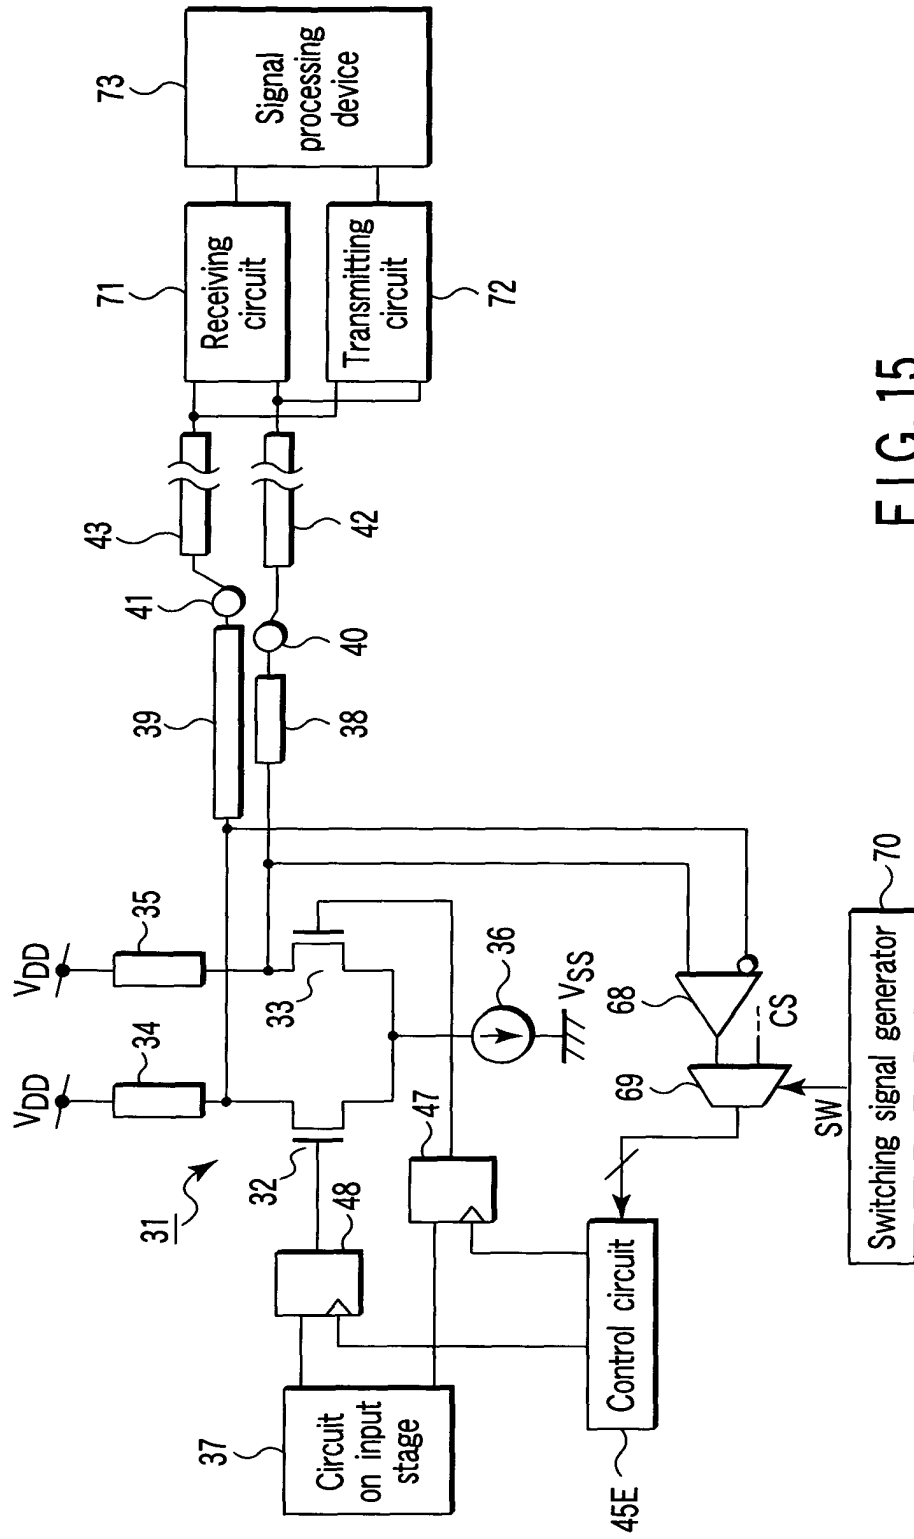 31
VDD
VDD
34
35
39
41
43
71
73
Receiving
circuit
Signal
processing
device
Transmitting
circuit
72
42
40
38
32
33
36
VSS
48
47
37
Circuit
on input
stage
68
69
CS
SW
70
Control circuit
45E
Switching signal generator
FIG. 15